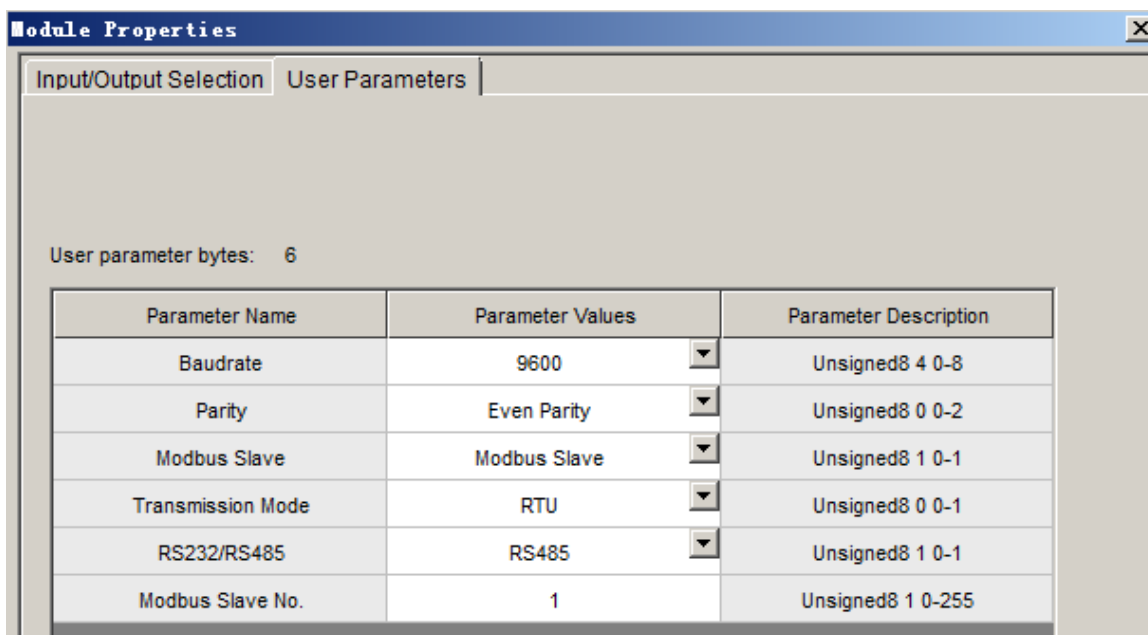 Module Properties
Input/Output Selection User Parameters
User parameter bytes: 6
Parameter Name Parameter Values Parameter Description
Baudrate 9600 Unsigned8 4 0-8
Parity Even Parity Unsigned8 0 0-2
Modbus Slave Modbus Slave Unsigned8 1 0-1
Transmission Mode RTU Unsigned8 0 0-1
RS232/RS485 RS485 Unsigned8 1 0-1
Modbus Slave No. 1 Unsigned8 1 0-255